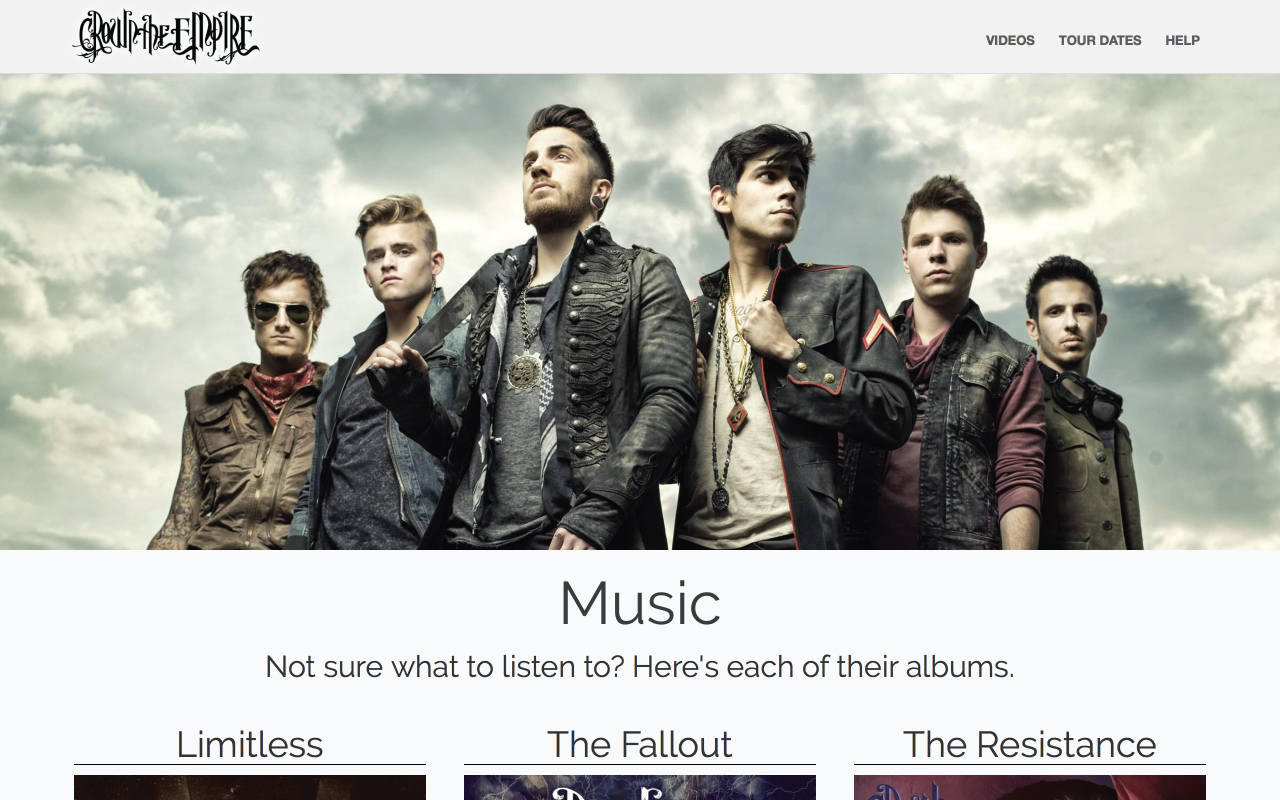 Crown the Empire
VIDEOS TOUR DATES HELP
Music
Not sure what to listen to? Here's each of their albums.
Limitless The Fallout The Resistance